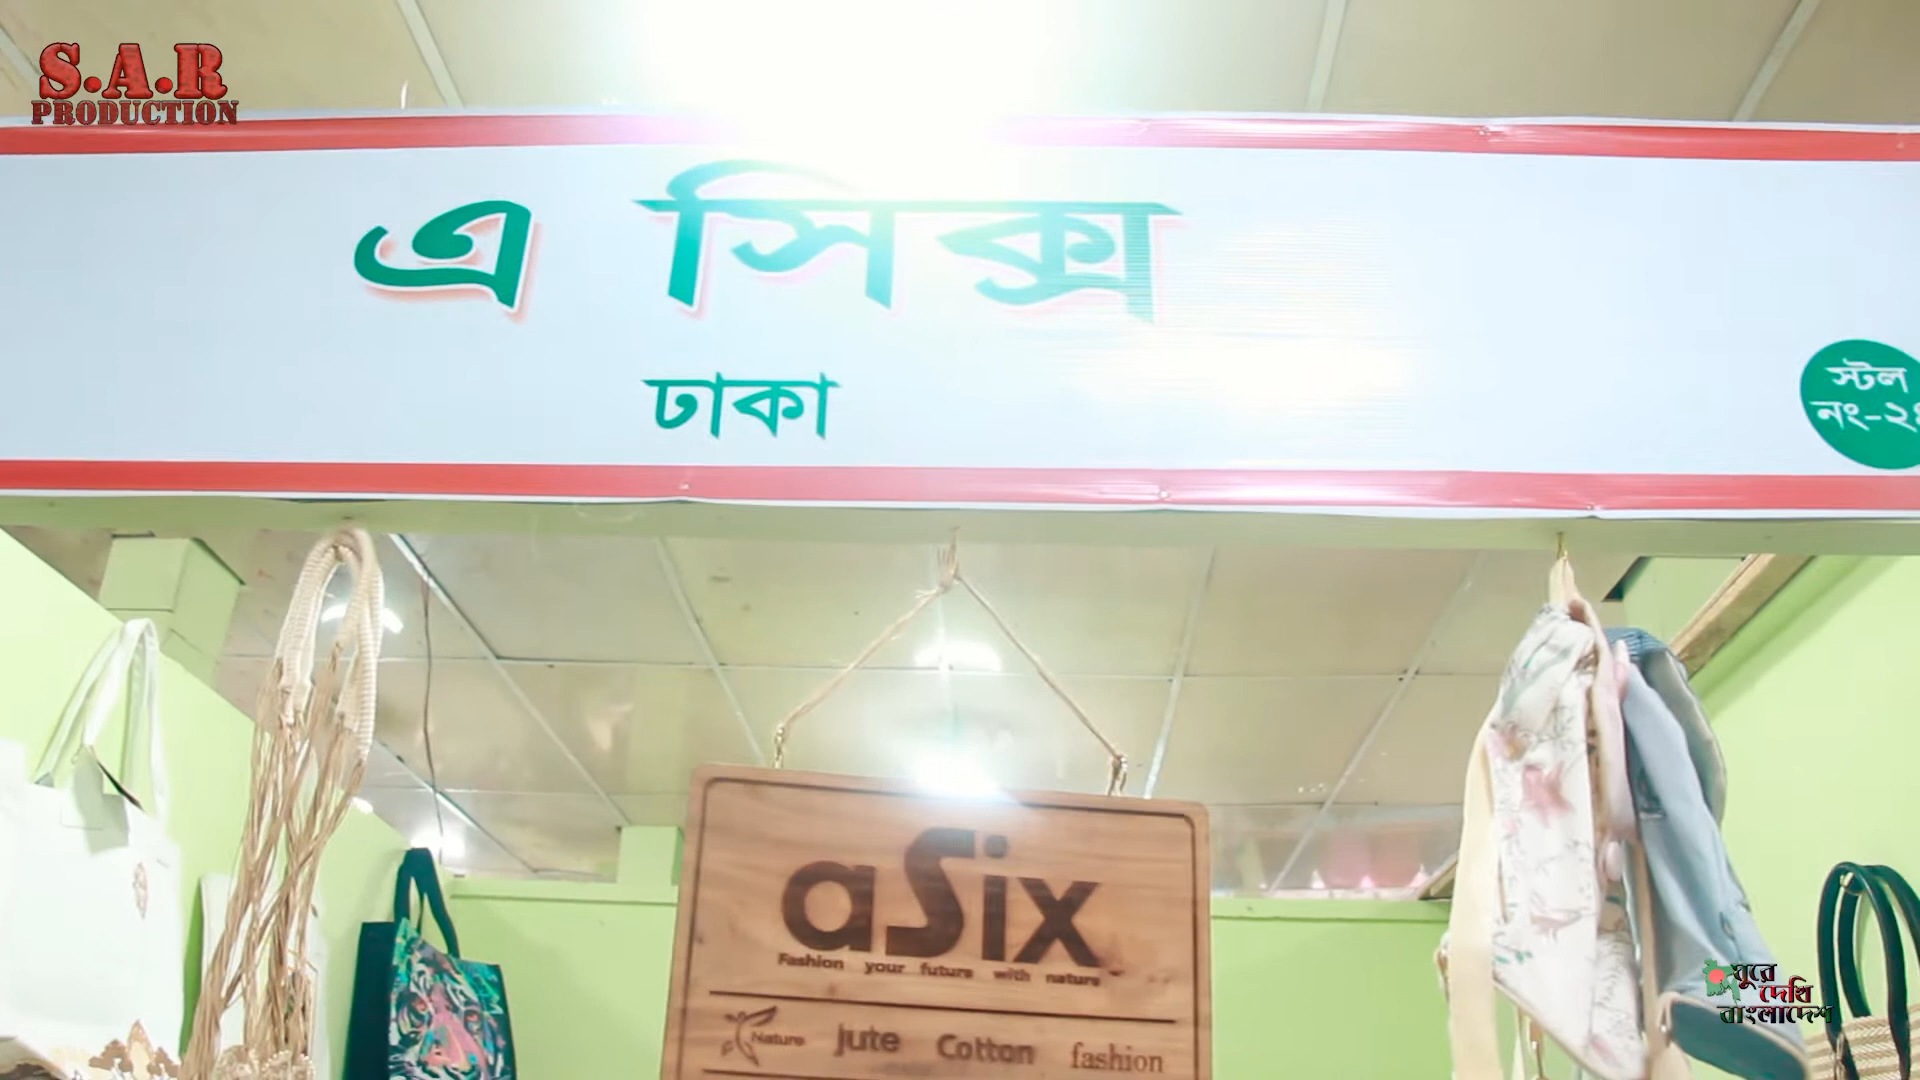 S.A.R
PRODUCTION
এ সিক্স
ঢাকা
স্টল
aSix
Fashion your future with nature
Nature Jute Cotton fashion
ঘুরে
দেখি
বাংলাদেশ